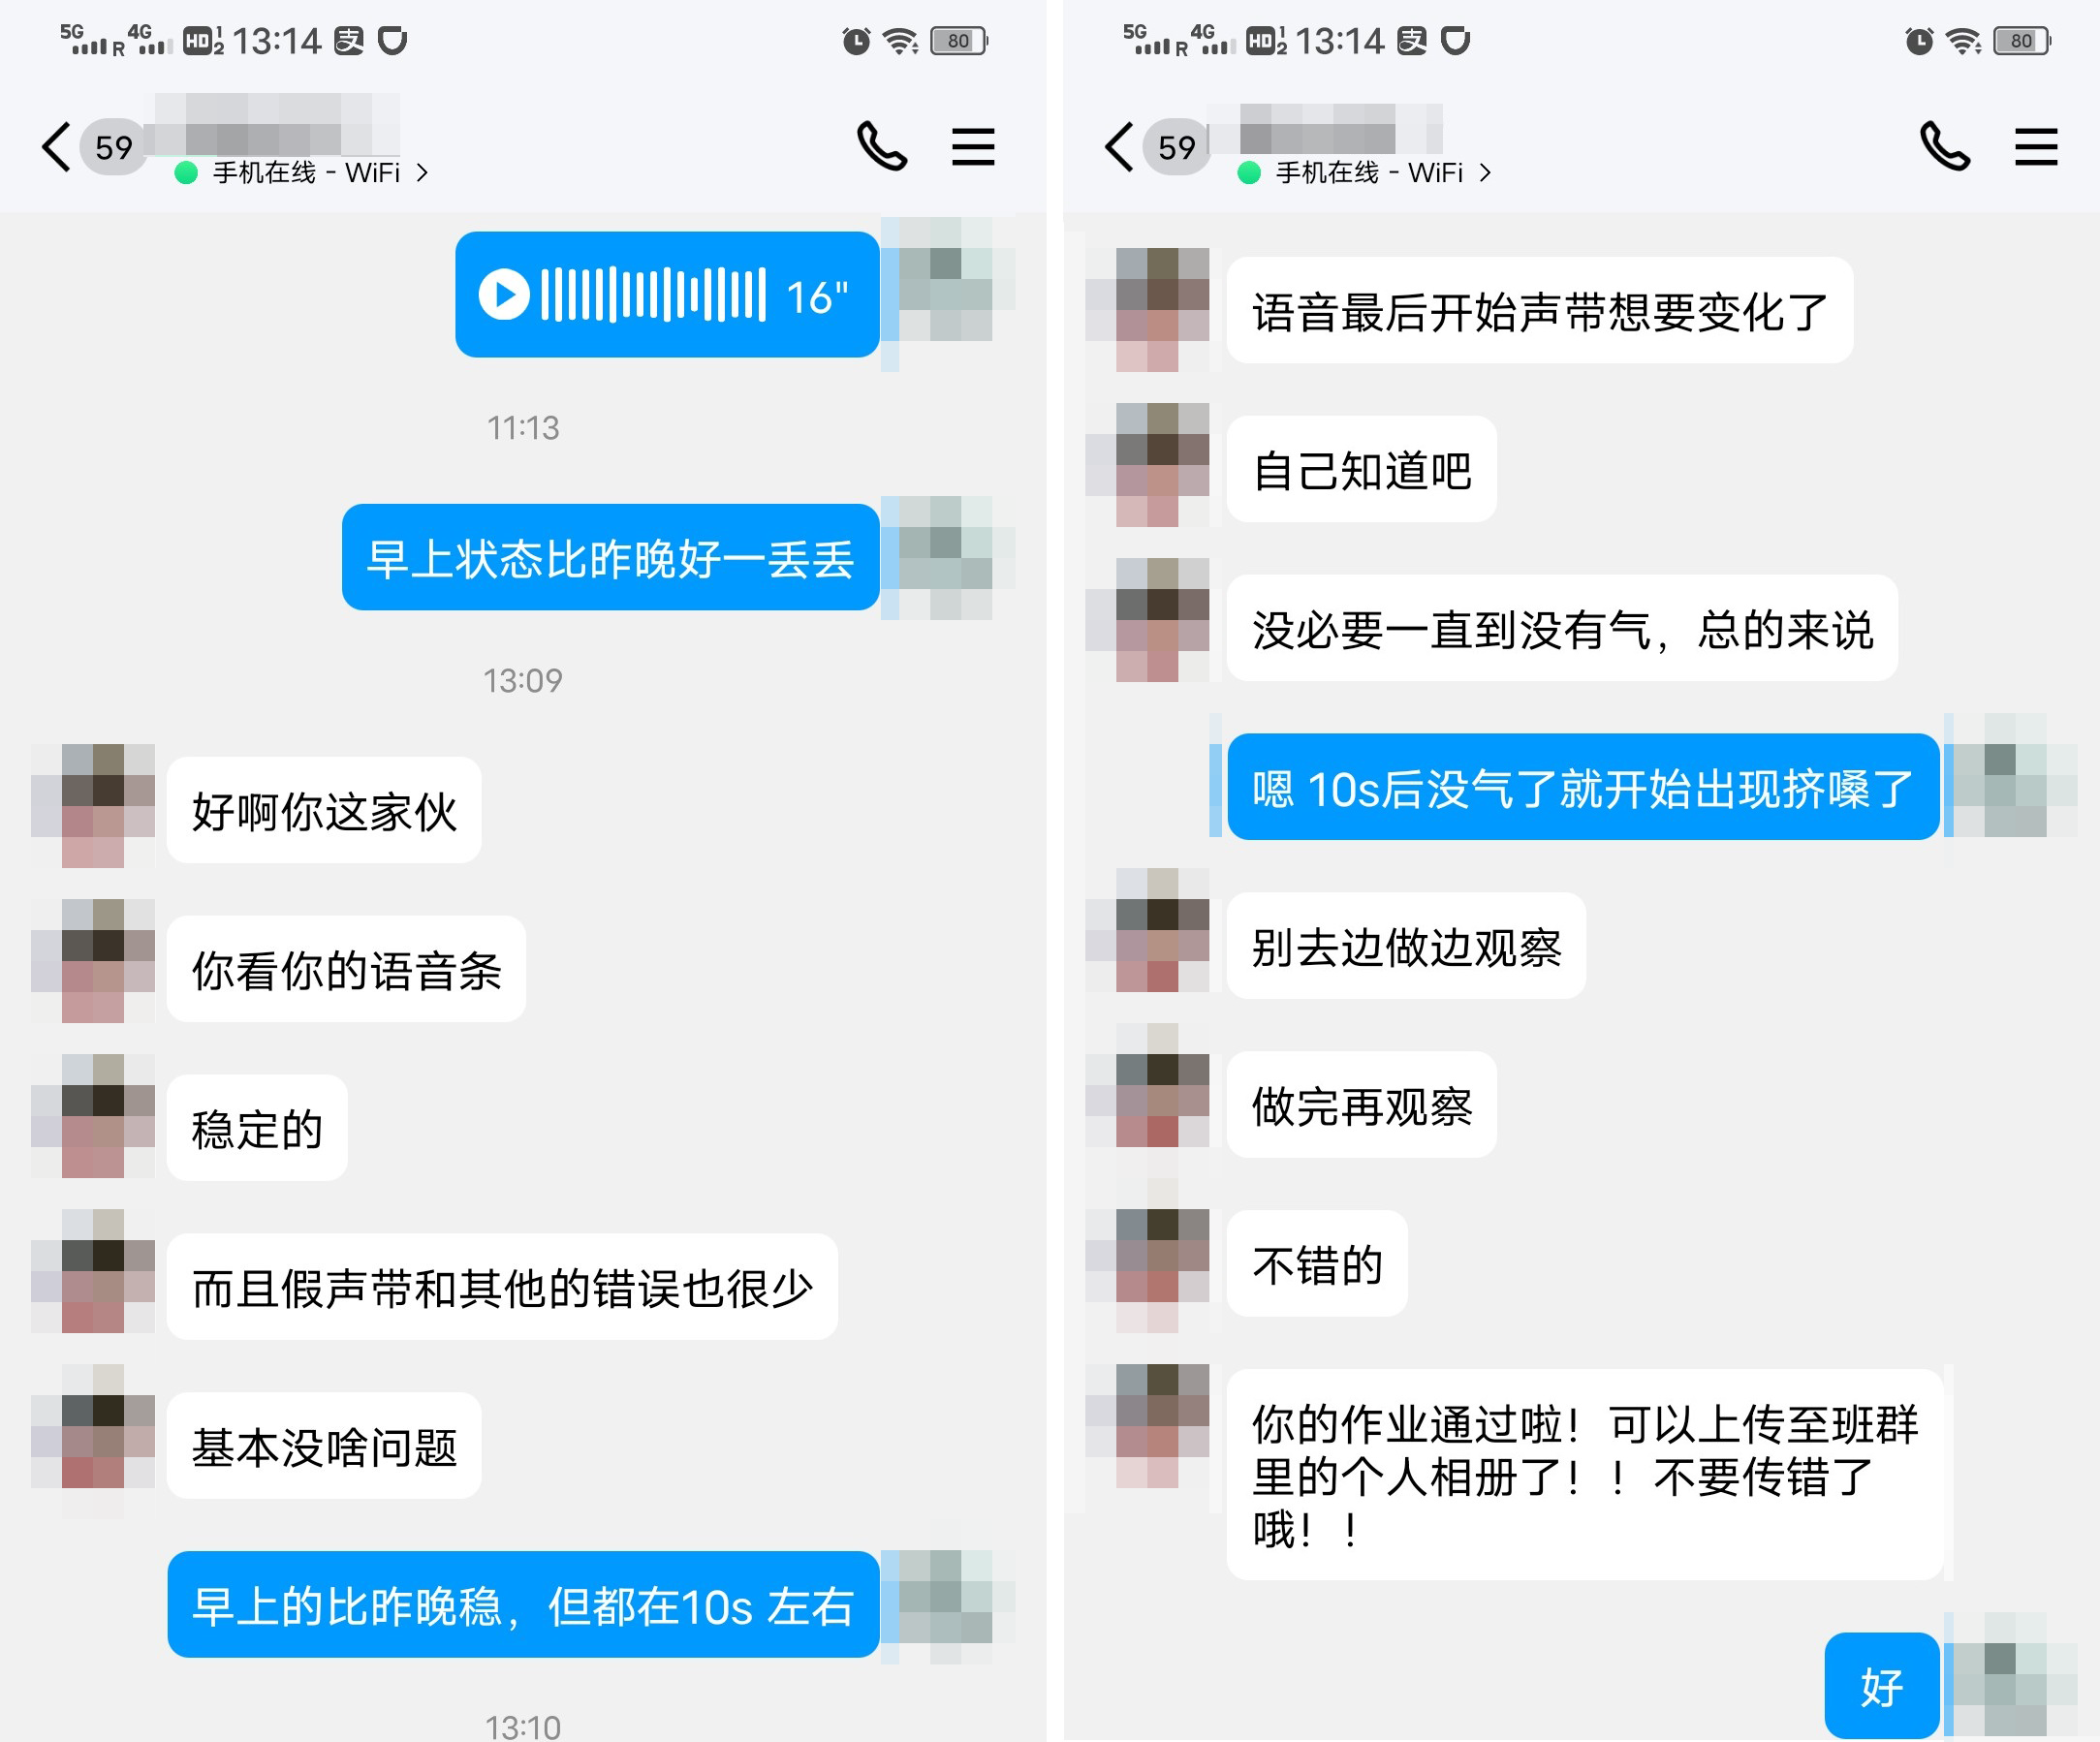 5G R 4G HD 1 2 13:14 支 80
59
手机在线 - WiFi >
16"
11:13
早上状态比昨晚好一丢丢
13:09
好啊你这家伙
你看你的语音条
稳定的
而且假声带和其他的错误也很少
基本没啥问题
早上的比昨晚稳，但都在10s 左右
13:10
5G R 4G HD 1 2 13:14 支 80
59
手机在线 - WiFi >
语音最后开始声带想要变化了
自己知道吧
没必要一直到没有气，总的来说
嗯 10s后没气了就开始出现挤嗓了
别去边做边观察
做完再观察
不错的
你的作业通过啦！可以上传至班群
里的个人相册了！！不要传错了
哦！！
好